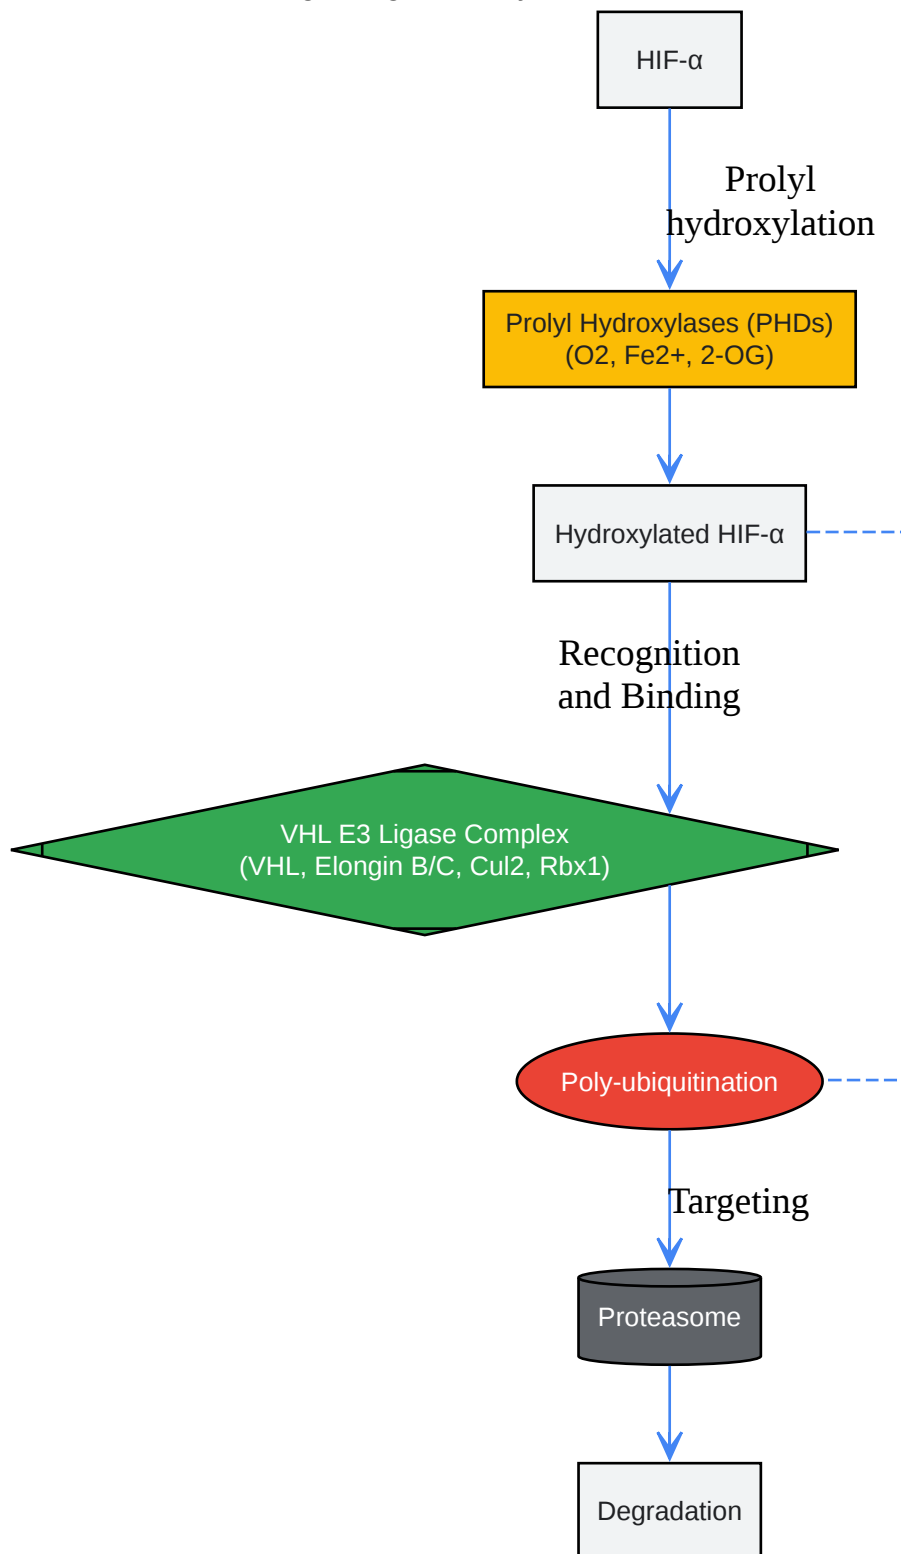 HIF-α
Prolyl
hydroxylation
Prolyl Hydroxylases (PHDs)
(O2, Fe2+, 2-OG)
Hydroxylated HIF-α
Recognition
and Binding
VHL E3 Ligase Complex
(VHL, Elongin B/C, Cul2, Rbx1)
Poly-ubiquitination
Targeting
Proteasome
Degradation